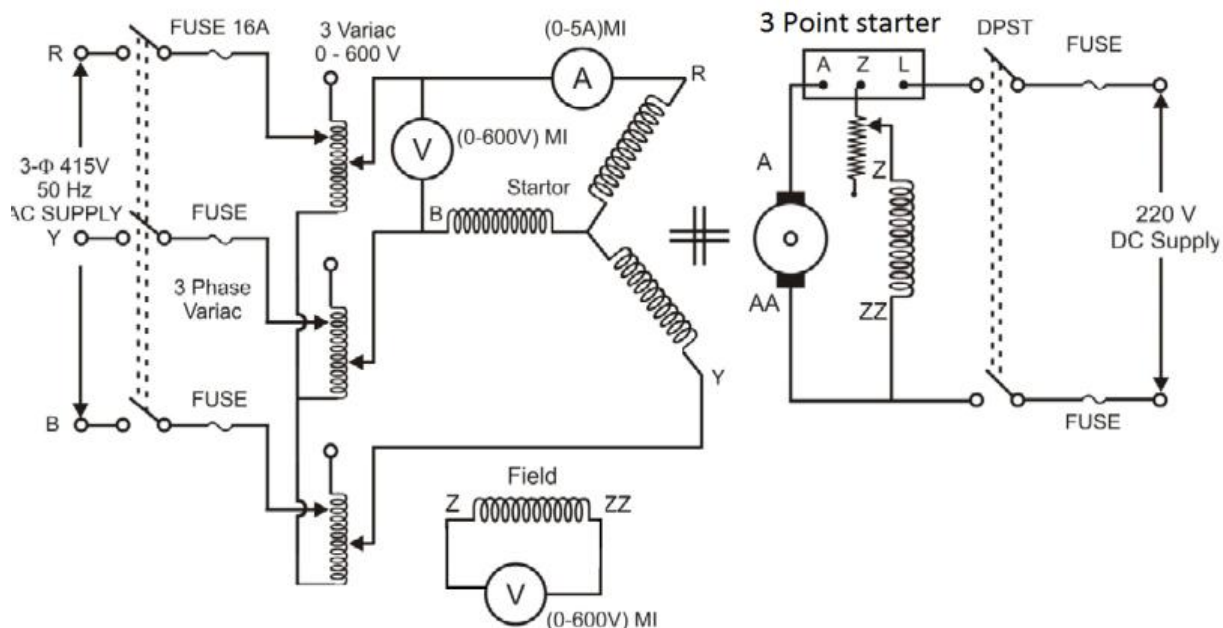 FUSE 16A
3 Variac
0 - 600 V
(0-5A)MI
3 Point starter
DPST
FUSE
R
A
R
A Z L
V
(0-600V) MI
3-Φ 415V
50 Hz
AC SUPPLY
Startor
A
Z
FUSE
B
220 V
DC Supply
Y
3 Phase
Variac
AA
ZZ
FUSE
Y
B
FUSE
Field
Z ZZ
V
(0-600V) MI